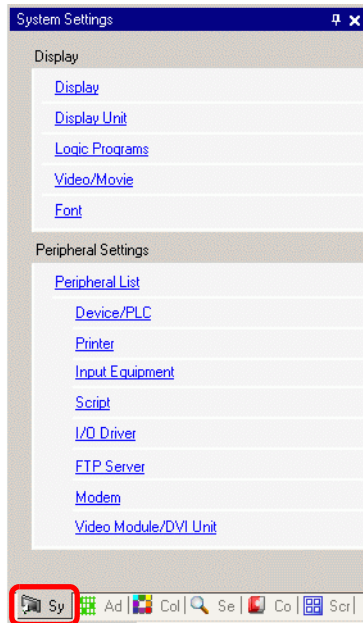 System Settings
Display
Display
Display Unit
Logic Programs
Video/Movie
Font
Peripheral Settings
Peripheral List
Device/PLC
Printer
Input Equipment
Script
I/O Driver
FTP Server
Modem
Video Module/DVI Unit
Sy Ad Col Se Co Scr